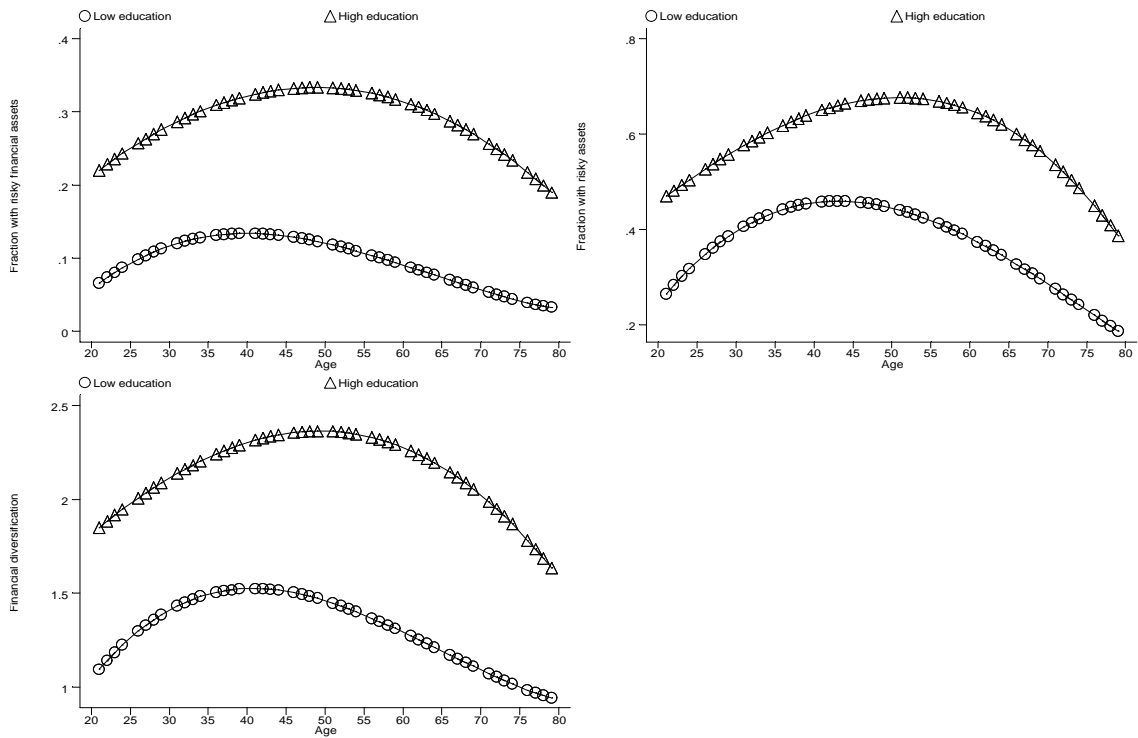 Low education High education
Fraction with risky financial assets
.4
.3
.2
.1
0
20 25 30 35 40 45 50 55 60 65 70 75 80
Age
Low education High education
Fraction with risky assets
.8
.6
.4
.2
20 25 30 35 40 45 50 55 60 65 70 75 80
Age
Low education High education
Financial diversification
2.5
2
1.5
1
20 25 30 35 40 45 50 55 60 65 70 75 80
Age